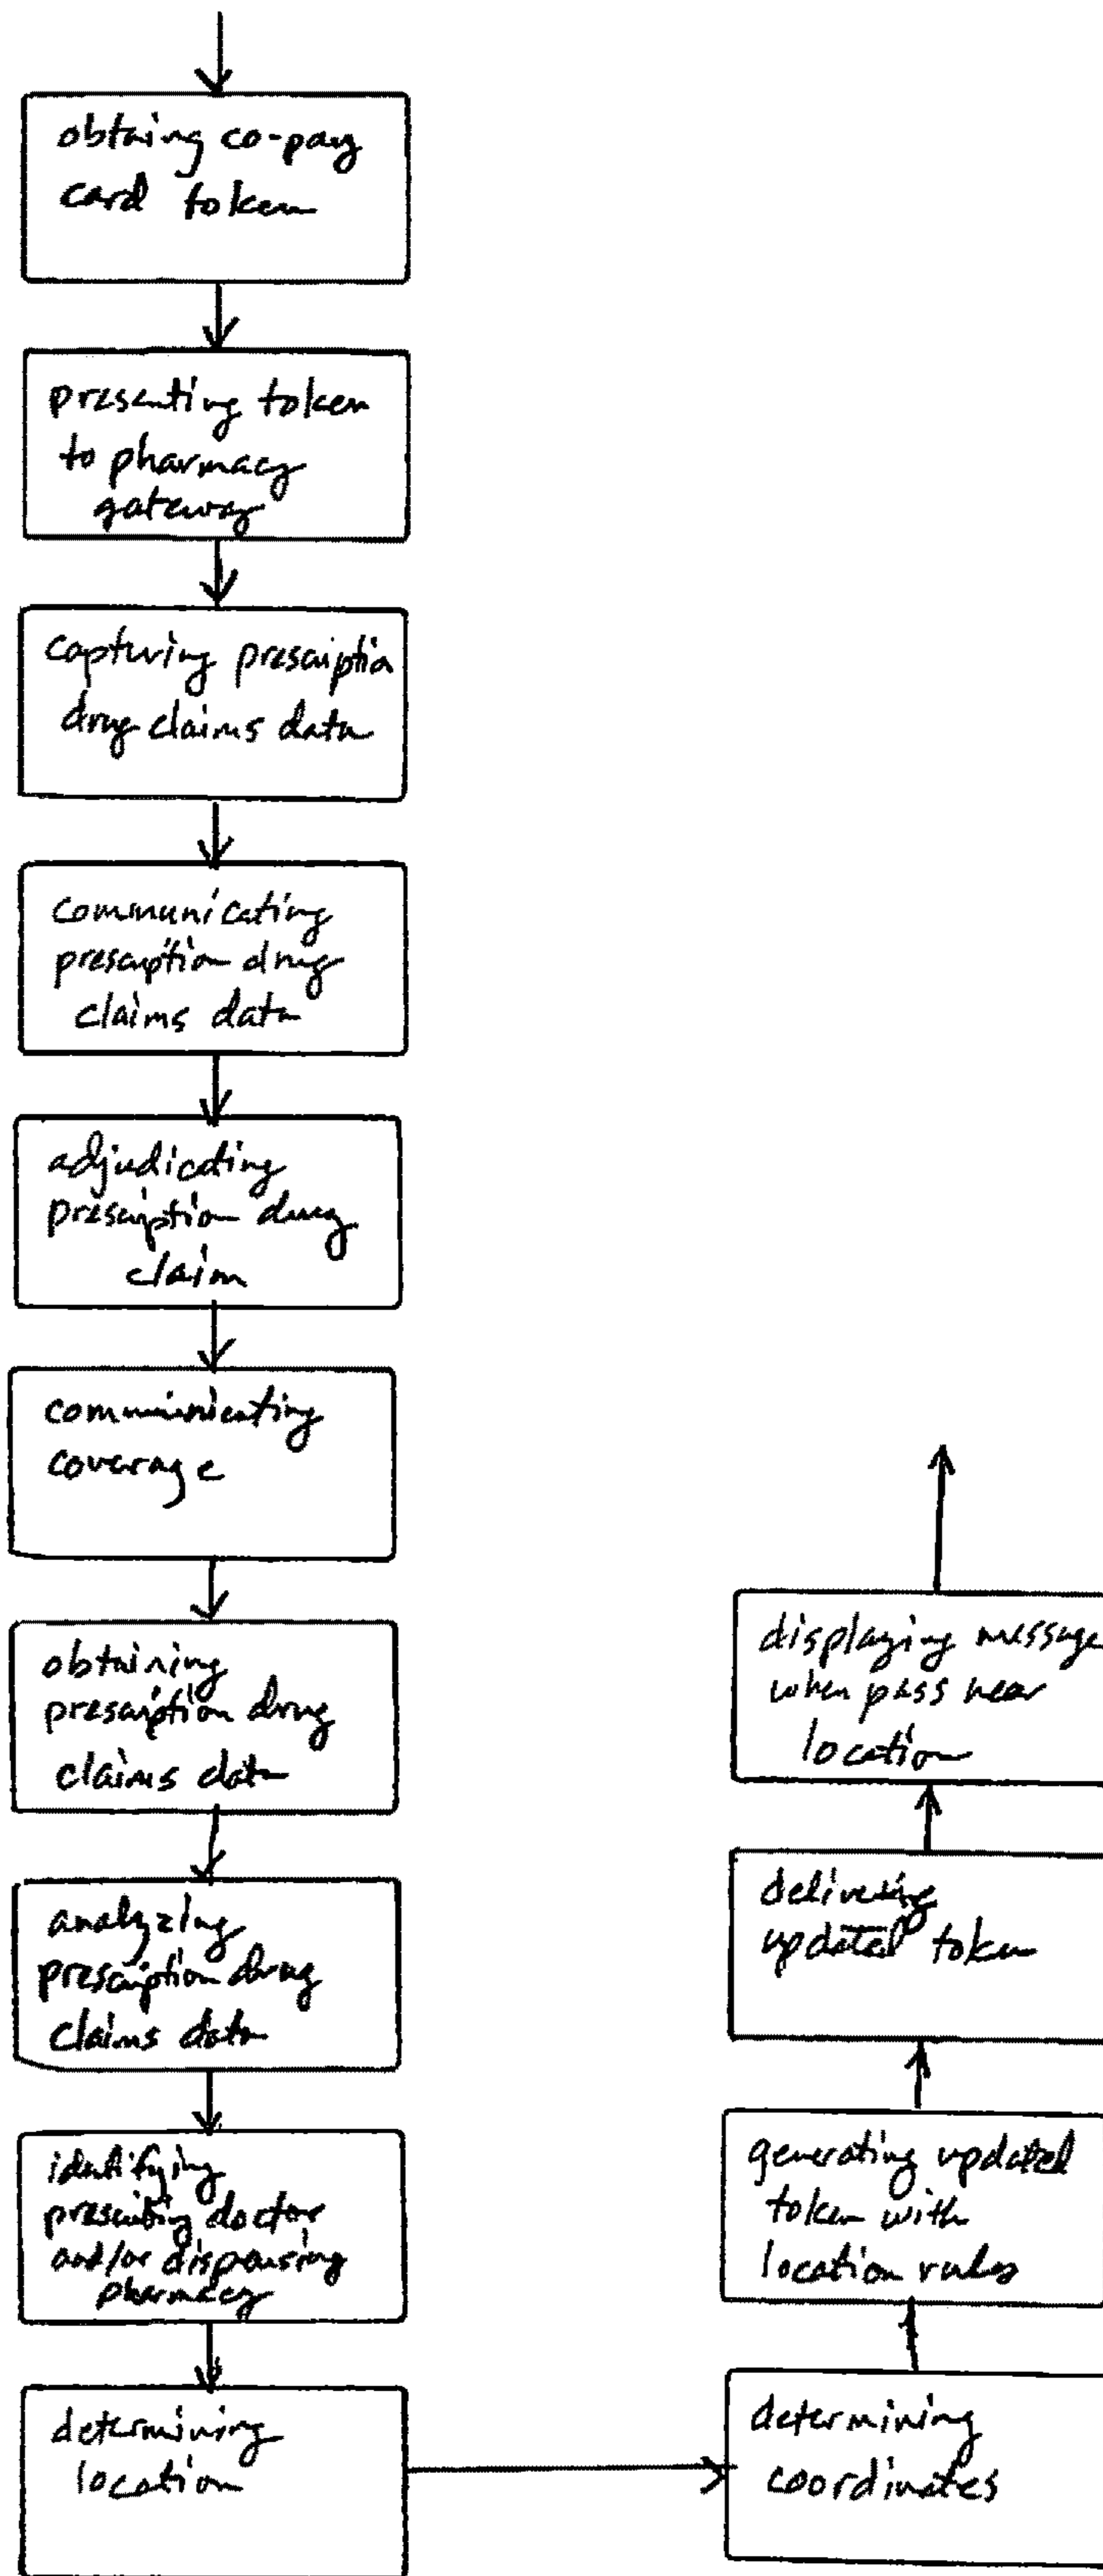 obtaing co-pay
card token
presenting token
to pharmacy
gateway
capturing prescription
drug claims data
communicating
prescription drug
claims data
adjudicating
prescription drug
claim
communicating
coverage
obtaining
prescription drug
claims data
analyzing
prescription drug
claims data
identifying
prescribing doctor
and/or dispensing
pharmacy
determining
location
determining
coordinates
generating updated
token with
location rules
delivering
updated token
displaying message
when pass near
location